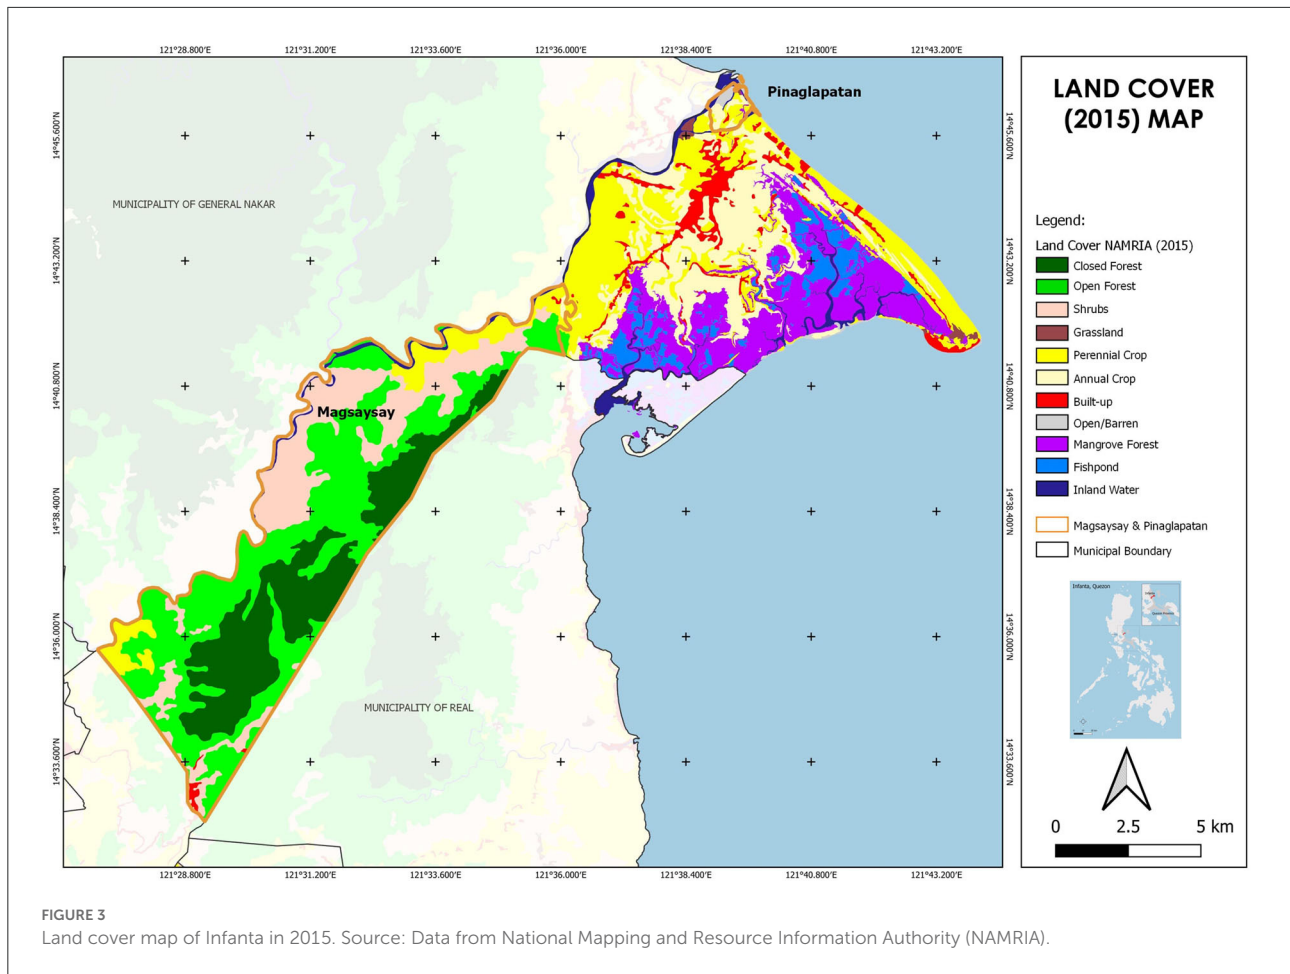 121°28.800'E 121°31.200'E 121°33.600'E 121°36.000'E 121°38.400'E 121°40.800'E 121°43.200'E
14°45.600'N
14°43.200'N
14°40.800'N
14°38.400'N
14°36.000'N
14°33.600'N
Pinaglapatan
MUNICIPALITY OF GENERAL NAKAR
Magsaysay
MUNICIPALITY OF REAL
14°45.600'N
14°43.200'N
14°40.800'N
14°38.400'N
14°36.000'N
14°33.600'N
121°28.800'E 121°31.200'E 121°33.600'E 121°36.000'E 121°38.400'E 121°40.800'E 121°43.200'E
LAND COVER
(2015) MAP
Legend:
Land Cover NAMRIA (2015)
Closed Forest
Open Forest
Shrubs
Grassland
Perennial Crop
Annual Crop
Built-up
Open/Barren
Mangrove Forest
Fishpond
Inland Water
Magsaysay & Pinaglapatan
Municipal Boundary
Infanta, Quezon
0 2.5 5 km
FIGURE 3
Land cover map of Infanta in 2015. Source: Data from National Mapping and Resource Information Authority (NAMRIA).